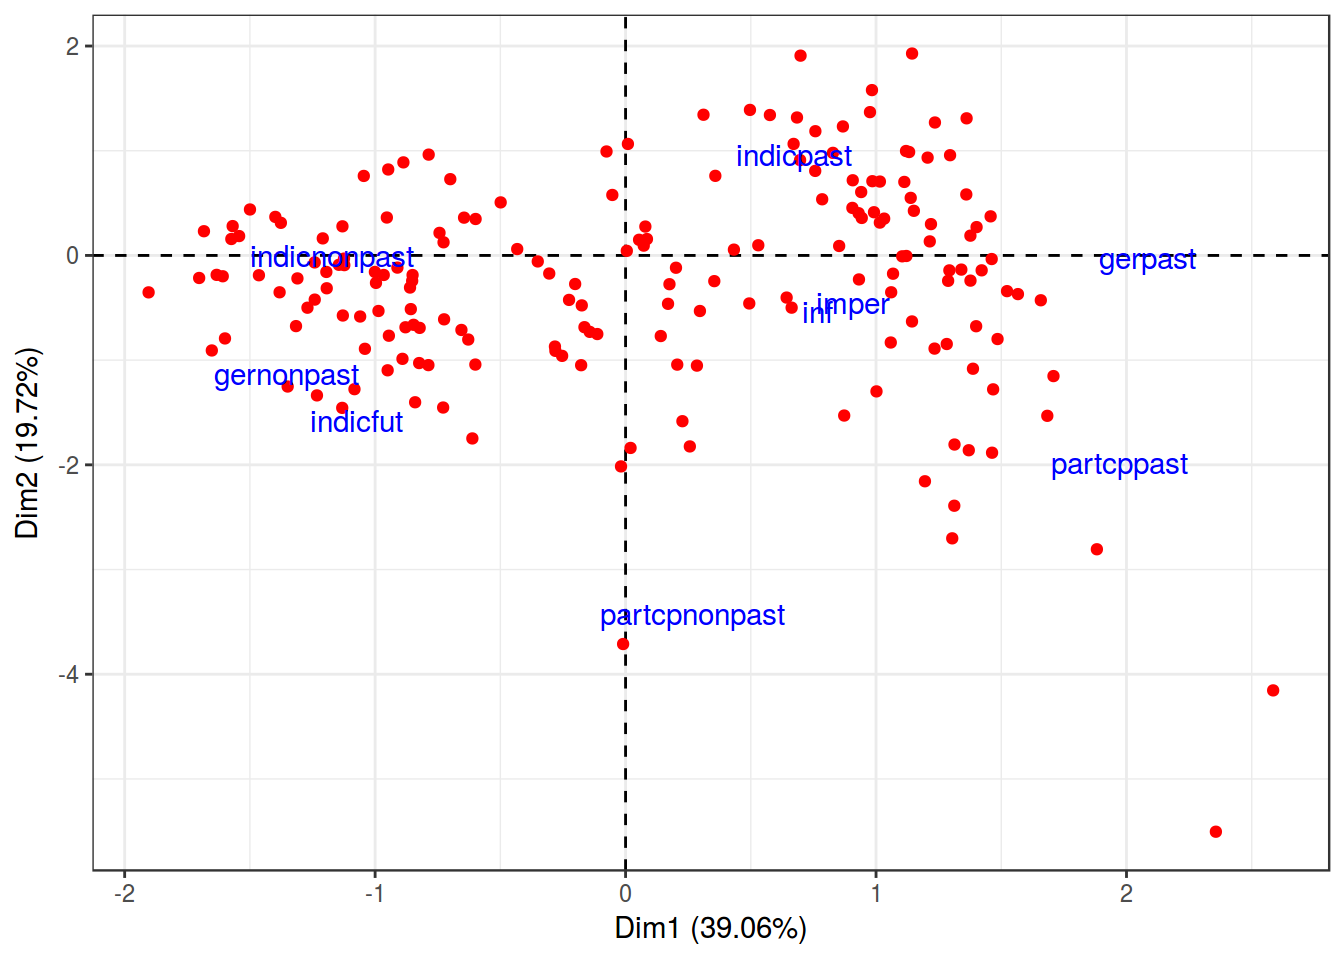 2
0
-2
-4
indicpast
indicnonpast
gerpast
imper
inf
gernonpast
indicfut
partcppast
partcpnonpast
-2
-1
0
1
2
Dim1 (39.06%)
Dim2 (19.72%)